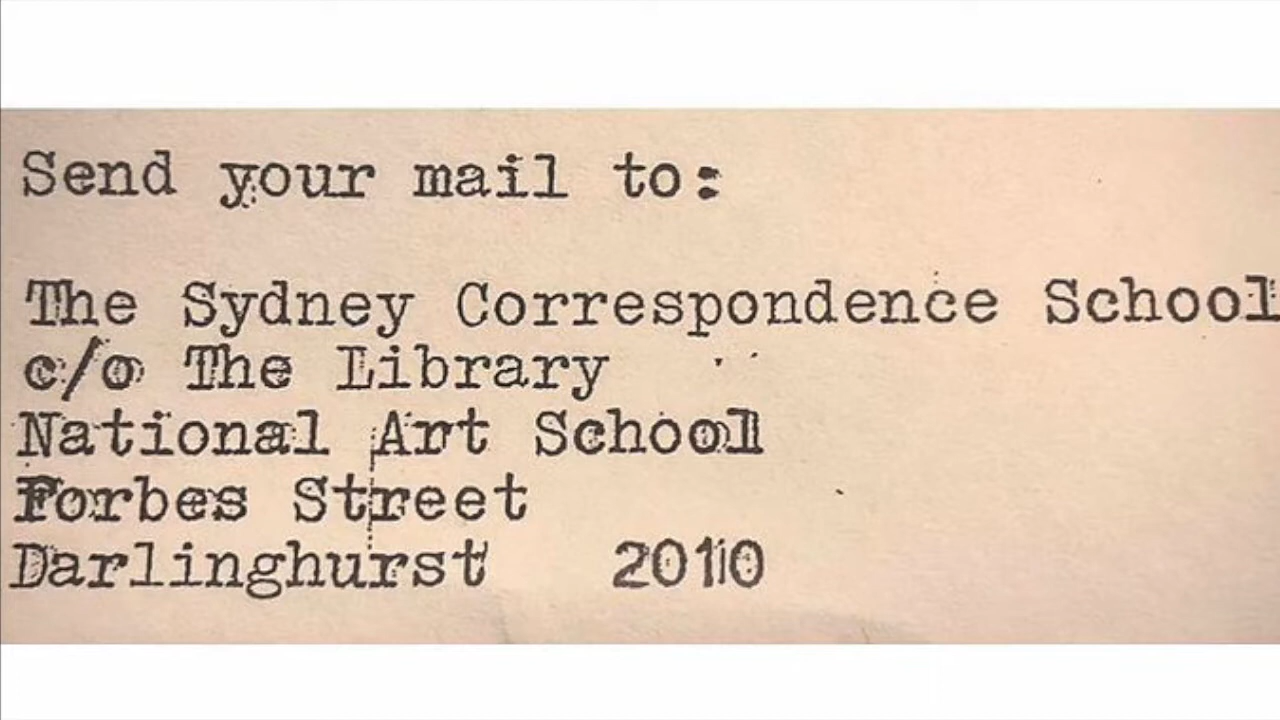 Send your mail to:
The Sydney Correspondence School
c/o The Library
National Art School
Forbes Street
Darlinghurst 2010